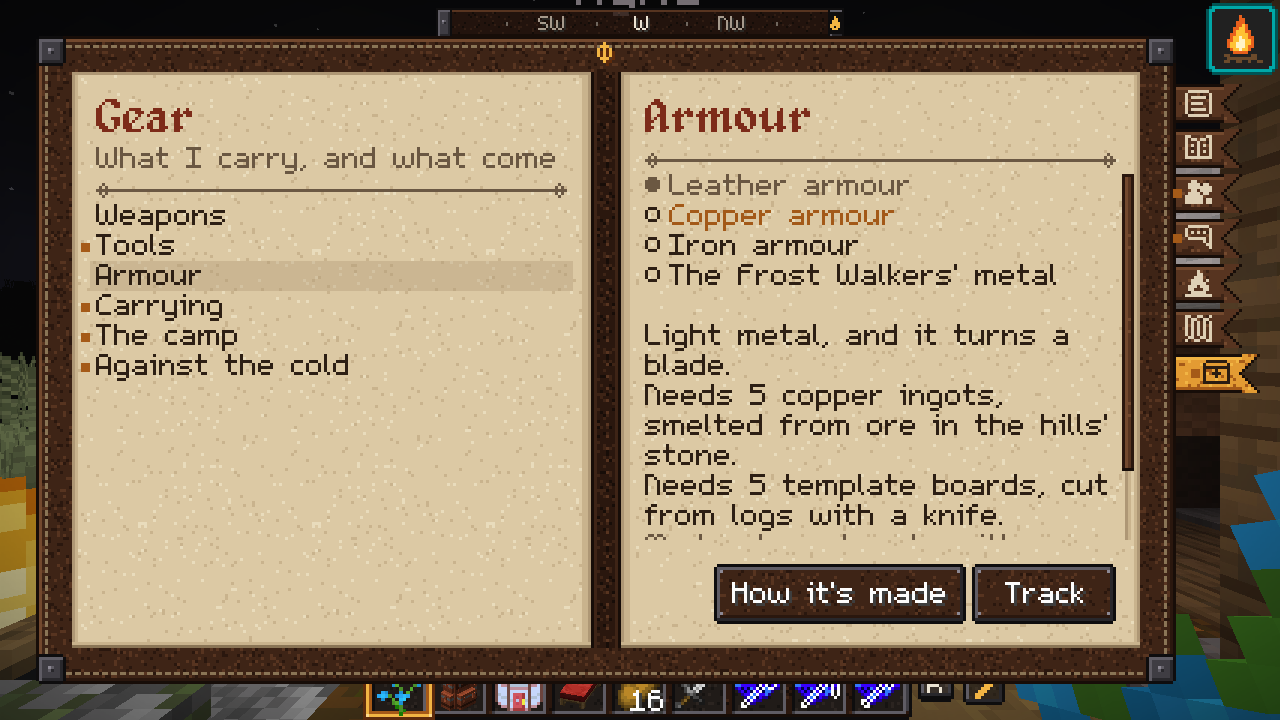 SW W NW
Gear
What I carry, and what come
Weapons
Tools
Armour
Carrying
The camp
Against the cold
Armour
Leather armour
Copper armour
Iron armour
The Frost Walkers' metal
Light metal, and it turns a
blade.
Needs 5 copper ingots,
smelted from ore in the hills'
stone.
Needs 5 template boards, cut
from logs with a knife.
How it's made
Track
16